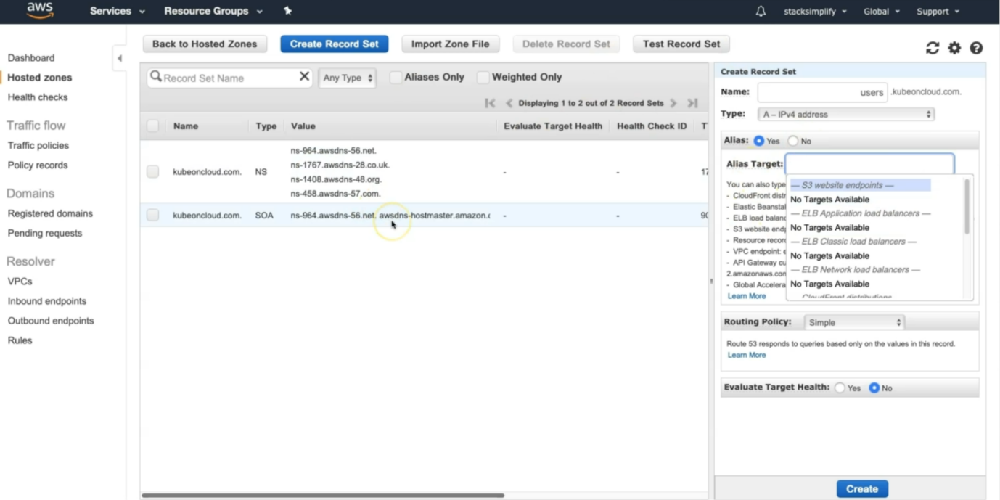 aws
Services
Resource Groups
stacksimplify
Global
Support
Dashboard
Hosted zones
Health checks
Traffic flow
Traffic policies
Policy records
Domains
Registered domains
Pending requests
Resolver
VPCs
Inbound endpoints
Outbound endpoints
Rules
Back to Hosted Zones
Create Record Set
Import Zone File
Delete Record Set
Test Record Set
Record Set Name
Any Type
Aliases Only
Weighted Only
Displaying 1 to 2 out of 2 Record Sets
Name Type Value Evaluate Target Health Health Check ID T
ns-964.awsdns-56.net.
ns-1767.awsdns-28.co.uk.
kubeoncloud. com. NS - - 17
ns-1408.awsdns-48.org.
ns-458.awsdns-57.com.
kubeoncloud. com. SOA ns-964.awsdns-56.net. awsdns-hostmaster.amazon.c - - 90
Create Record Set
Name: users .kubeoncloud.com.
Type: A – IPv4 address
Alias: Yes No
Alias Target:
You can also type
- CloudFront distr
- Elastic Beanstal
- ELB load balanc
- S3 website endp
- Resource record
- VPC endpoint: e
- API Gateway cu
2.amazonaws.con
- Global Accelera
Learn More
— S3 website endpoints —
No Targets Available
— ELB Application load balancers —
No Targets Available
— ELB Classic load balancers —
No Targets Available
— ELB Network load balancers —
No Targets Available
CloudFront distributions
Routing Policy: Simple
Route 53 responds to queries based only on the values in this record.
Learn More
Evaluate Target Health: Yes No
Create